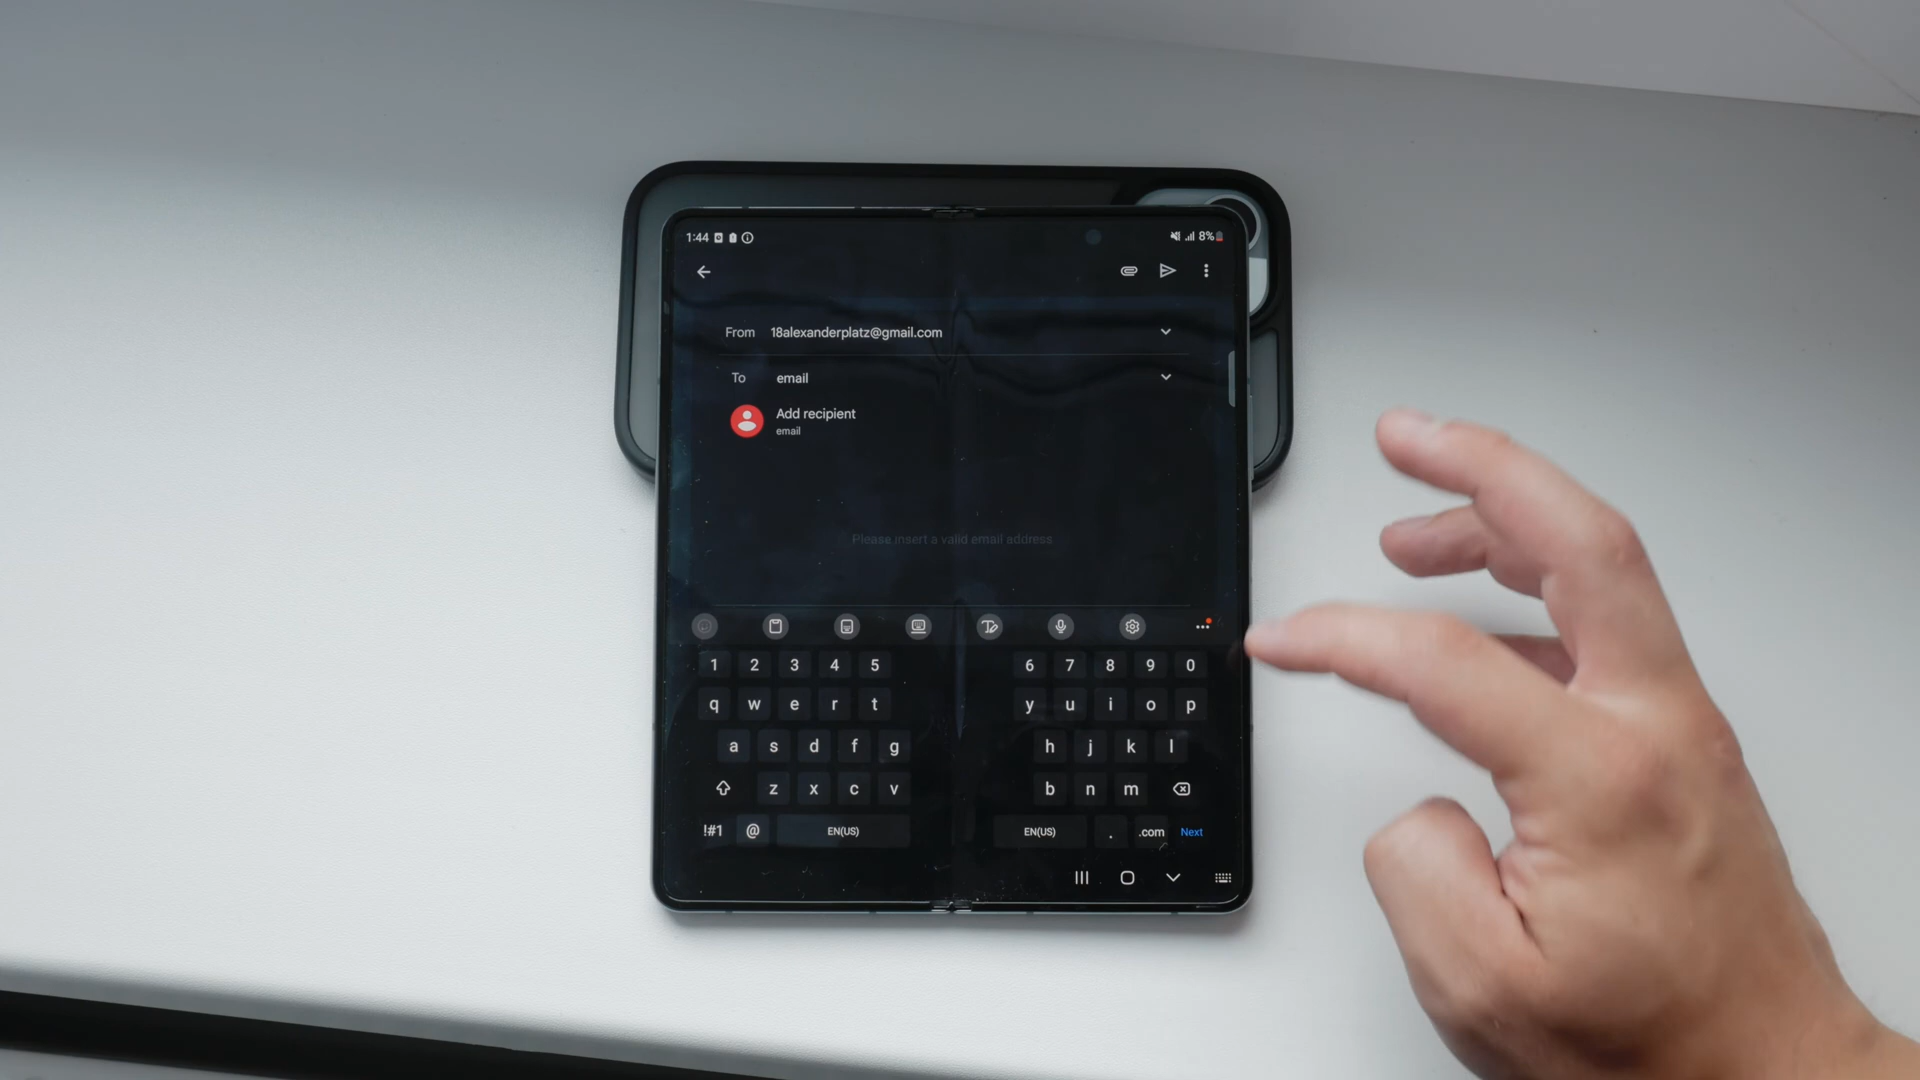 1:44 8%
From 18alexanderplatz@gmail.com
To email
Add recipient
email
Please insert a valid email address
1 2 3 4 5 6 7 8 9 0
q w e r t y u i o p
a s d f g h j k l
z x c v b n m
!#1 @ EN(US) EN(US) . .com Next